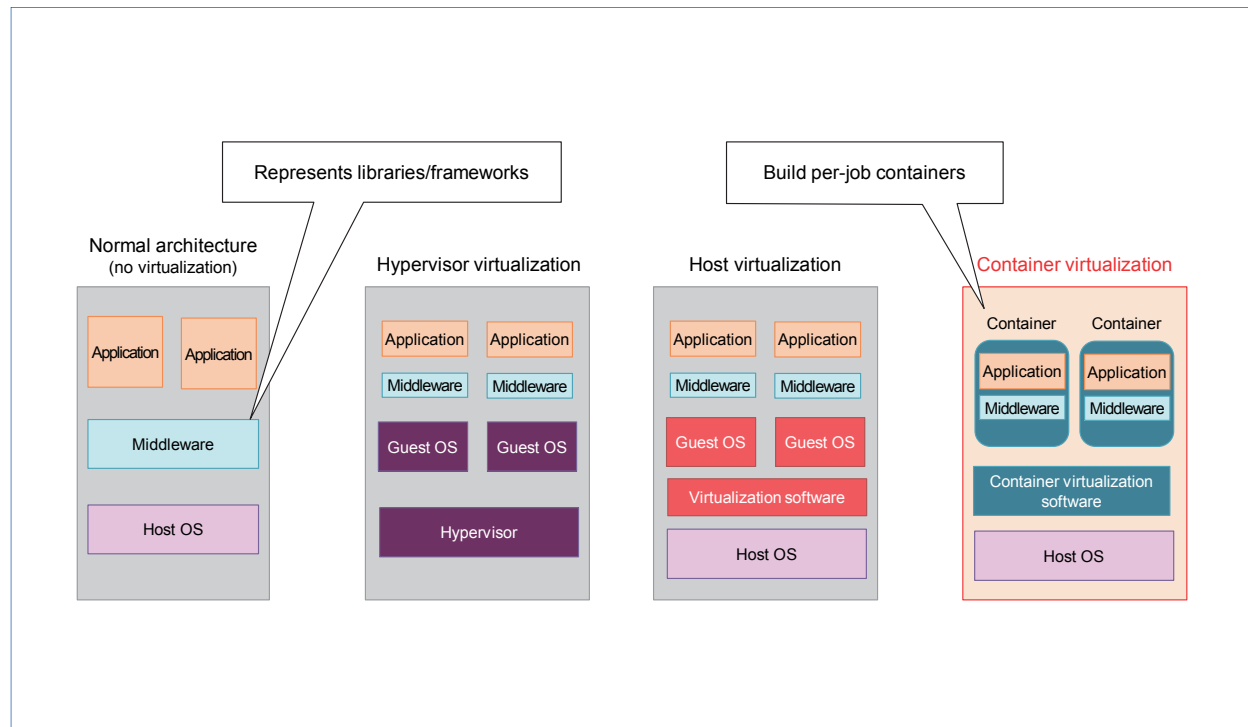 Represents libraries/frameworks
Build per-job containers
Normal architecture
(no virtualization)
Application
Application
Middleware
Host OS
Hypervisor virtualization
Application
Application
Middleware
Middleware
Guest OS
Guest OS
Hypervisor
Host virtualization
Application
Application
Middleware
Middleware
Guest OS
Guest OS
Virtualization software
Host OS
Container virtualization
Container
Container
Application
Application
Middleware
Middleware
Container virtualization
software
Host OS